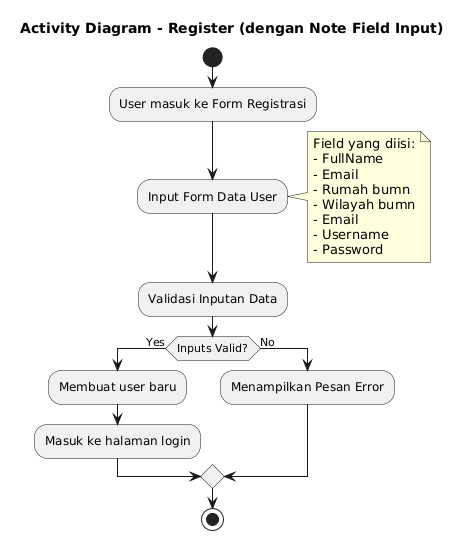 Activity Diagram - Register (dengan Note Field Input)
User masuk ke Form Registrasi
Input Form Data User
Field yang diisi:
- FullName
- Email
- Rumah bumn
- Wilayah bumn
- Email
- Username
- Password
Validasi Inputan Data
Inputs Valid?
Yes
No
Membuat user baru
Menampilkan Pesan Error
Masuk ke halaman login